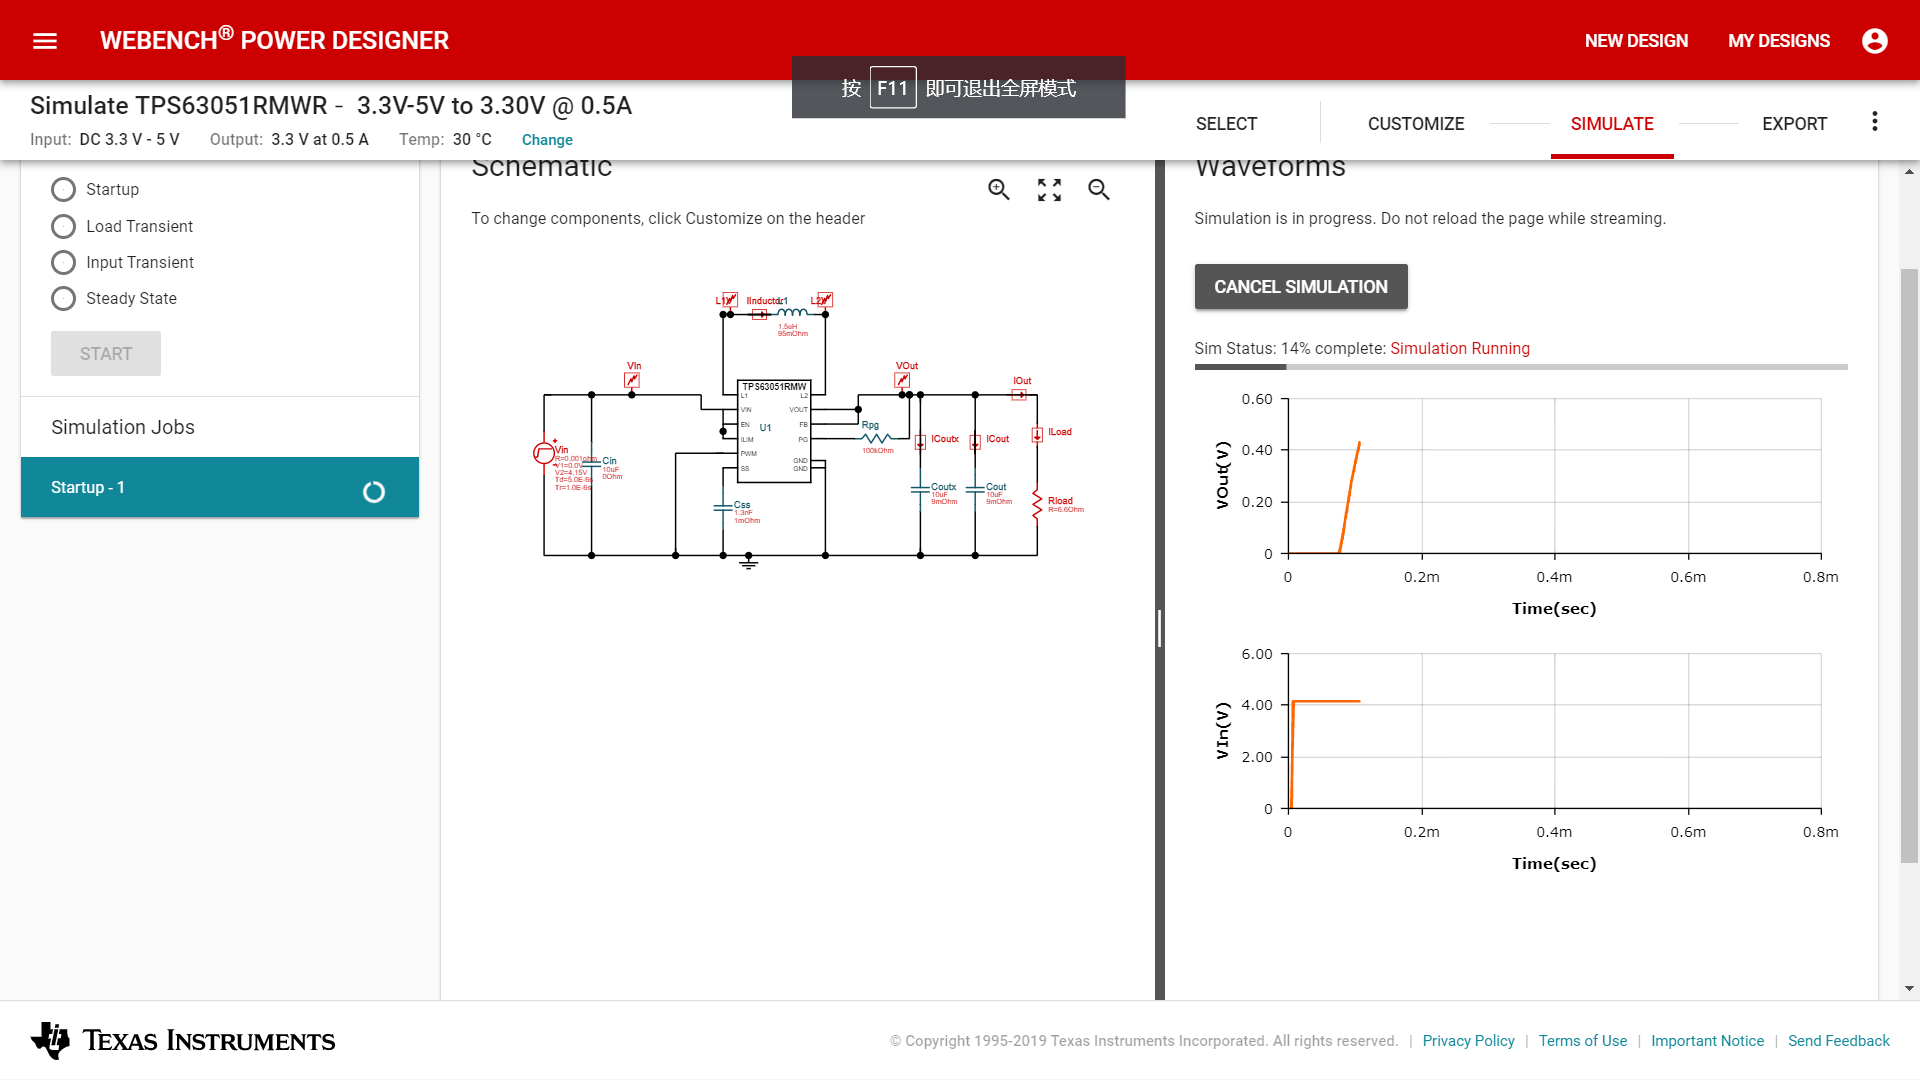 WEBENCH® POWER DESIGNER
NEW DESIGN
MY DESIGNS
按 F11 即可退出全屏模式
Simulate TPS63051RMWR - 3.3V-5V to 3.30V @ 0.5A
Input: DC 3.3 V - 5 V Output: 3.3 V at 0.5 A Temp: 30 °C Change
SELECT
CUSTOMIZE
SIMULATE
EXPORT
Startup
Load Transient
Input Transient
Steady State
START
Simulation Jobs
Startup - 1
Schematic
To change components, click Customize on the header
L1
IInductor
L1
L2
1.5uH
95mOhm
VIn
TPS63051RMW
L1
L2
VIN
VOUT
EN
FB
U1
ILIM
PG
PWM
GND
SS
GND
VOut
IOut
Rpg
100kOhm
ICoutx
ICout
ILoad
Vin
R=0.001ohm
V1=0.0V
V2=4.15V
Td=5.0E-6s
Tr=1.0E-6s
Cin
10uF
0Ohm
Css
1.3nF
1mOhm
Coutx
10uF
9mOhm
Cout
10uF
9mOhm
Rload
R=6.6Ohm
Waveforms
Simulation is in progress. Do not reload the page while streaming.
CANCEL SIMULATION
Sim Status: 14% complete: Simulation Running
VOut(V)
0.60
0.40
0.20
0
0 0.2m 0.4m 0.6m 0.8m
Time(sec)
VIn(V)
6.00
4.00
2.00
0
0 0.2m 0.4m 0.6m 0.8m
Time(sec)
TEXAS INSTRUMENTS
© Copyright 1995-2019 Texas Instruments Incorporated. All rights reserved. | Privacy Policy | Terms of Use | Important Notice | Send Feedback